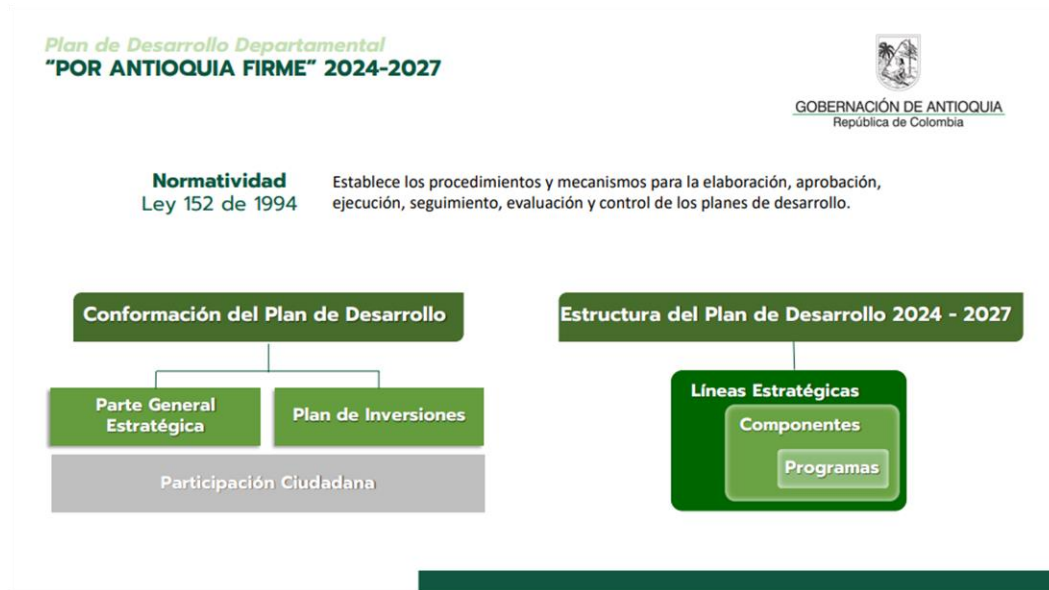 Plan de Desarrollo Departamental
“POR ANTIOQUIA FIRME” 2024-2027
GOBERNACIÓN DE ANTIOQUIA
República de Colombia
Normatividad
Ley 152 de 1994
Establece los procedimientos y mecanismos para la elaboración, aprobación,
ejecución, seguimiento, evaluación y control de los planes de desarrollo.
Conformación del Plan de Desarrollo
Parte General
Estratégica
Plan de Inversiones
Participación Ciudadana
Estructura del Plan de Desarrollo 2024 - 2027
Líneas Estratégicas
Componentes
Programas